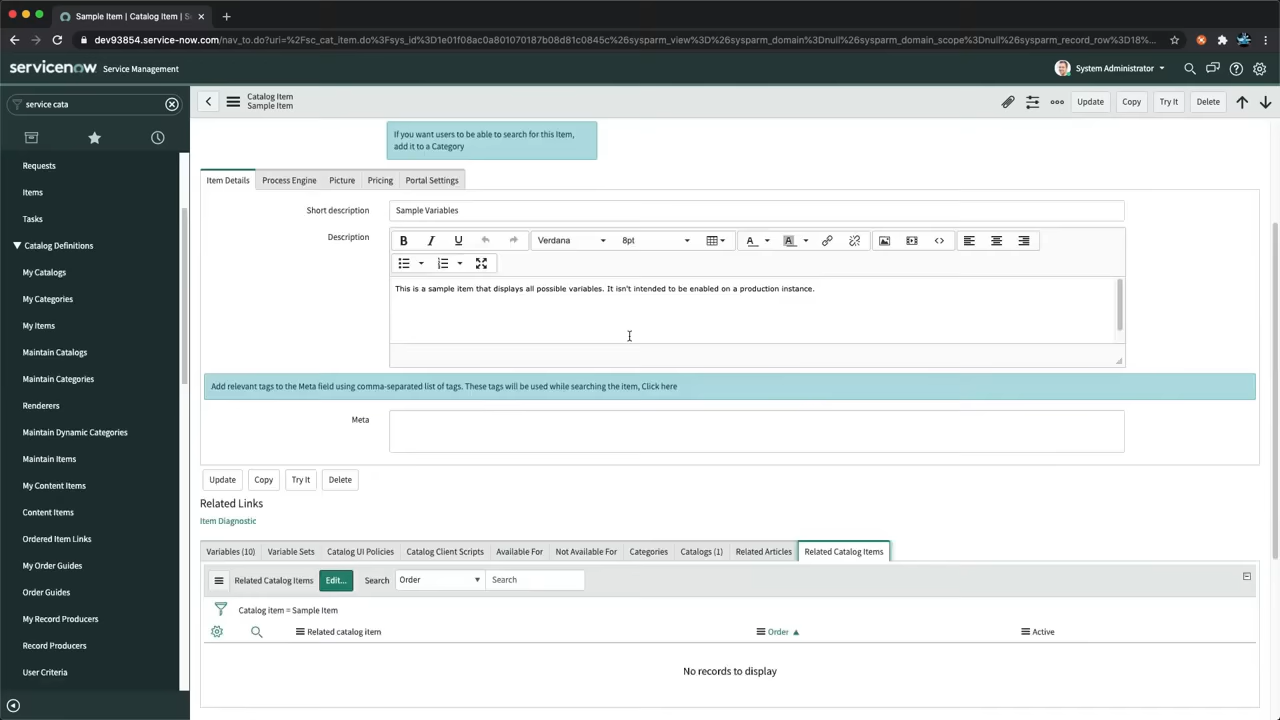 Sample Item | Catalog Item | S
dev93854.service-now.com/nav_to.do?uri=%2Fsc_cat_item.do%3Fsys_id%3D1e01f08ac0a801070187b08d81c0845c%26sysparm_view%3D%26sysparm_domain%3Dnull%26sysparm_domain_scope%3Dnull%26sysparm_record_row%3D18%...
servicenow Service Management
System Administrator
service cata
Catalog Item
Sample Item
Update Copy Try It Delete
Requests
Items
Tasks
Catalog Definitions
My Catalogs
My Categories
My Items
Maintain Catalogs
Maintain Categories
Renderers
Maintain Dynamic Categories
Maintain Items
My Content Items
Content Items
Ordered Item Links
My Order Guides
Order Guides
My Record Producers
Record Producers
User Criteria
If you want users to be able to search for this Item,
add it to a Category
Item Details Process Engine Picture Pricing Portal Settings
Short description Sample Variables
Description
B I U Verdana 8pt A A
This is a sample item that displays all possible variables. It isn't intended to be enabled on a production instance.
Add relevant tags to the Meta field using comma-separated list of tags. These tags will be used while searching the item, Click here
Meta
Update Copy Try It Delete
Related Links
Item Diagnostic
Variables (10) Variable Sets Catalog UI Policies Catalog Client Scripts Available For Not Available For Categories Catalogs (1) Related Articles Related Catalog Items
Related Catalog Items Edit... Search Order Search
Catalog item = Sample Item
Related catalog item Order Active
No records to display